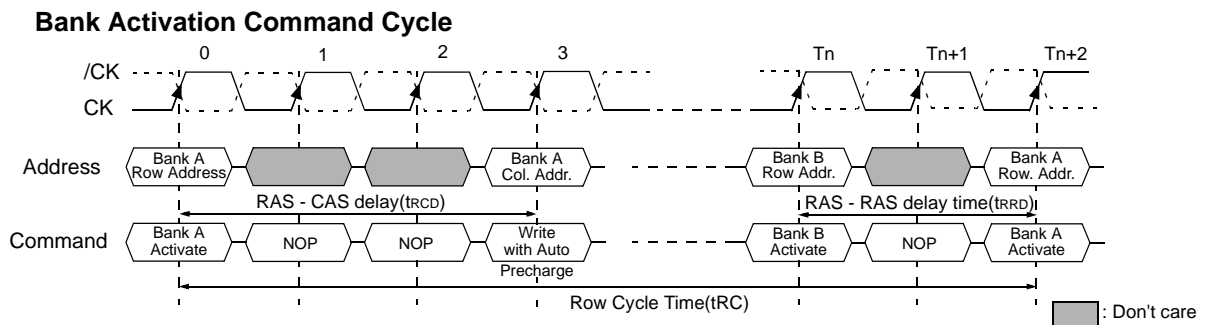 Bank Activation Command Cycle
0 1 2 3 Tn Tn+1 Tn+2
/CK
CK
Address
Bank A
Row Address
Bank A
Col. Addr.
Bank B
Row Addr.
Bank A
Row. Addr.
RAS - CAS delay(tRCD)
RAS - RAS delay time(tRRD)
Command
Bank A
Activate
NOP
NOP
Write
with Auto
Precharge
Bank B
Activate
NOP
Bank A
Activate
Row Cycle Time(tRC)
: Don't care